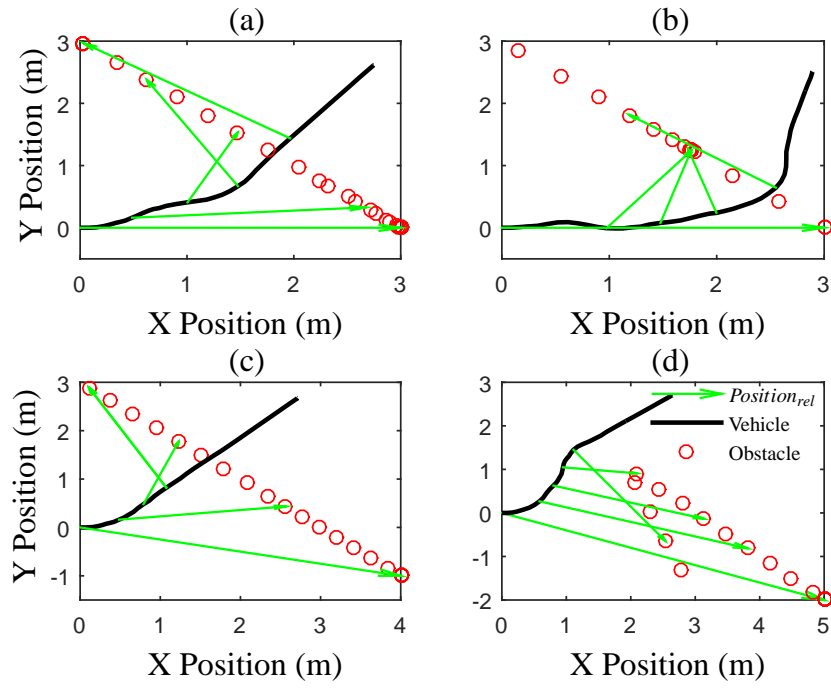 (a)
3
2
1
0
0
1
2
3
Y Position (m)
X Position (m)
(b)
3
2
1
0
0
1
2
3
X Position (m)
(c)
3
2
1
0
-1
0
1
2
3
4
Y Position (m)
X Position (m)
(d)
3
2
1
0
-1
-2
0
1
2
3
4
5
X Position (m)
Position_rel
Vehicle
Obstacle